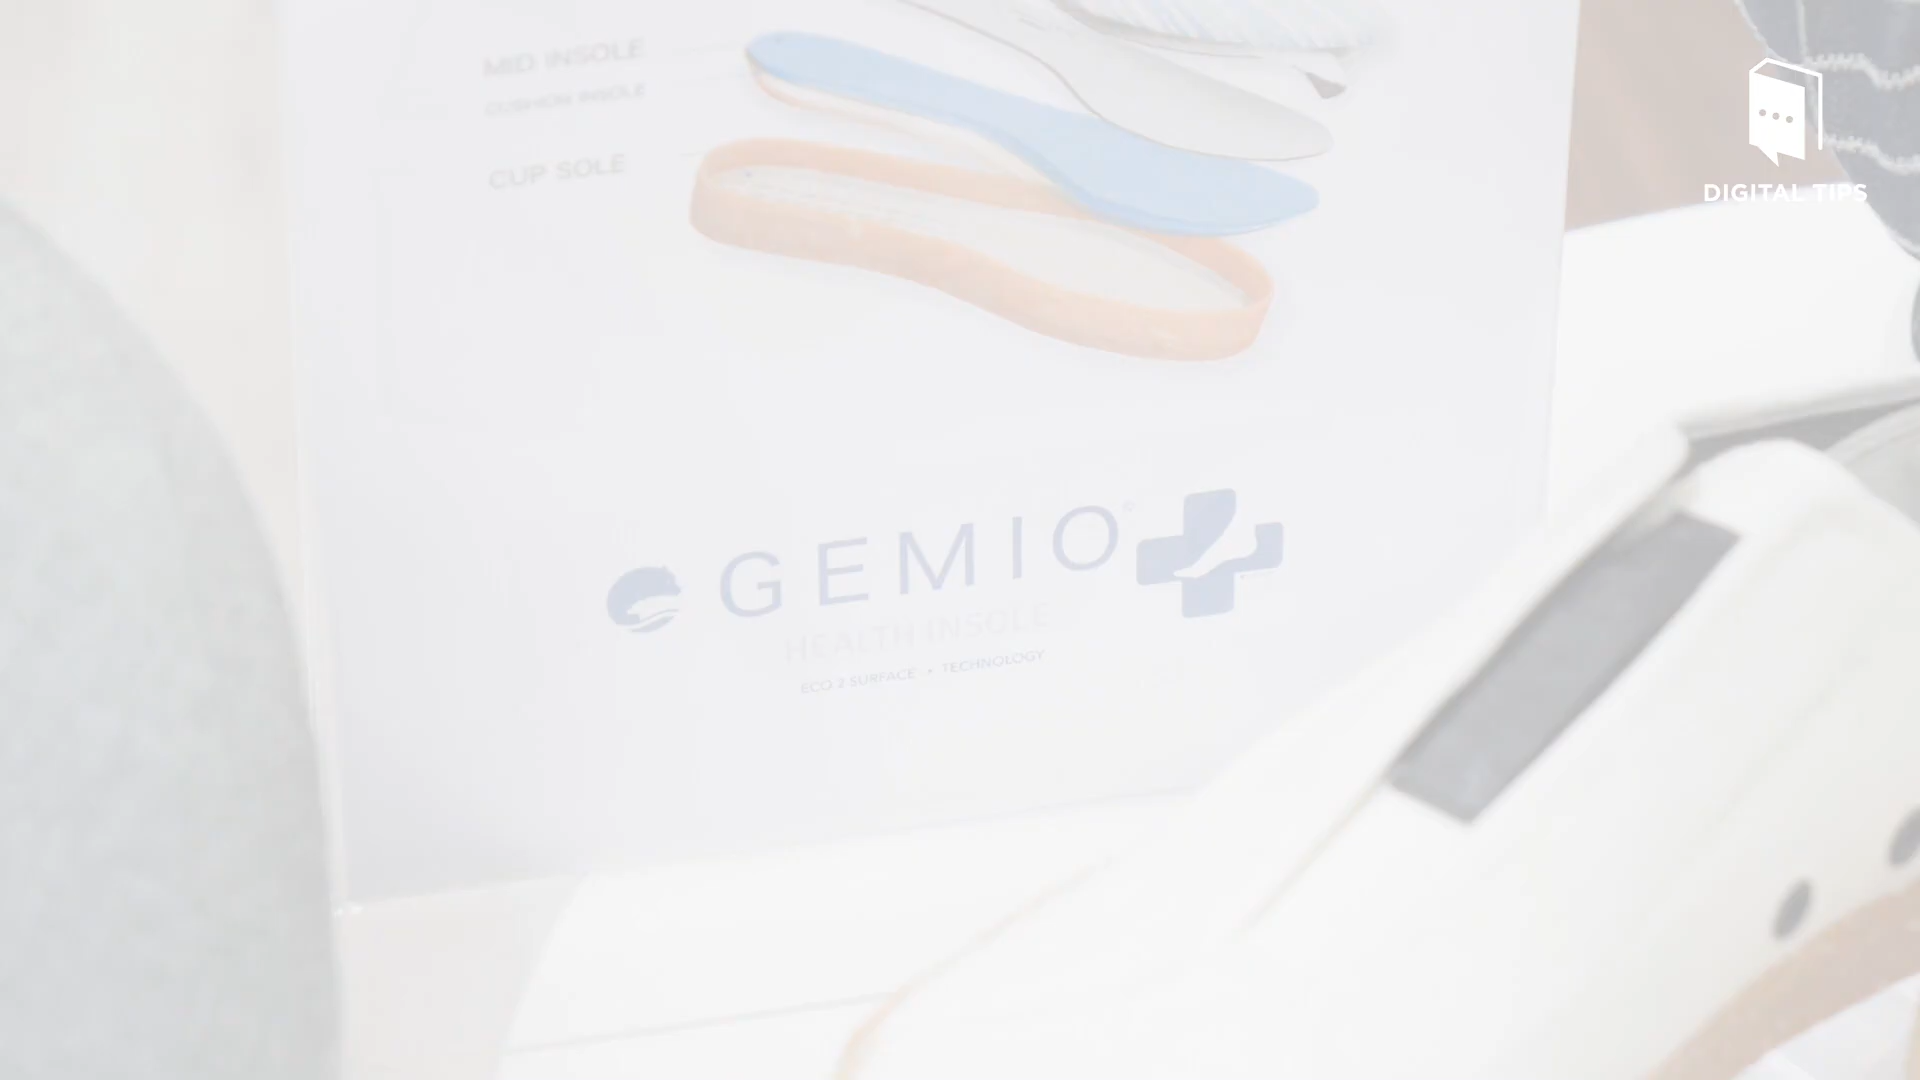 MID INSOLE
CUSHION INSOLE
CUP SOLE
DIGITAL TIPS
GEMIO®
HEALTH INSOLE
ECO 2 SURFACE • TECHNOLOGY